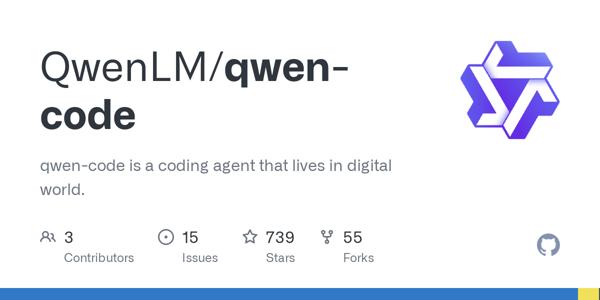 QwenLM/qwen-
code
qwen-code is a coding agent that lives in digital
world.
3 15 739 55
Contributors Issues Stars Forks